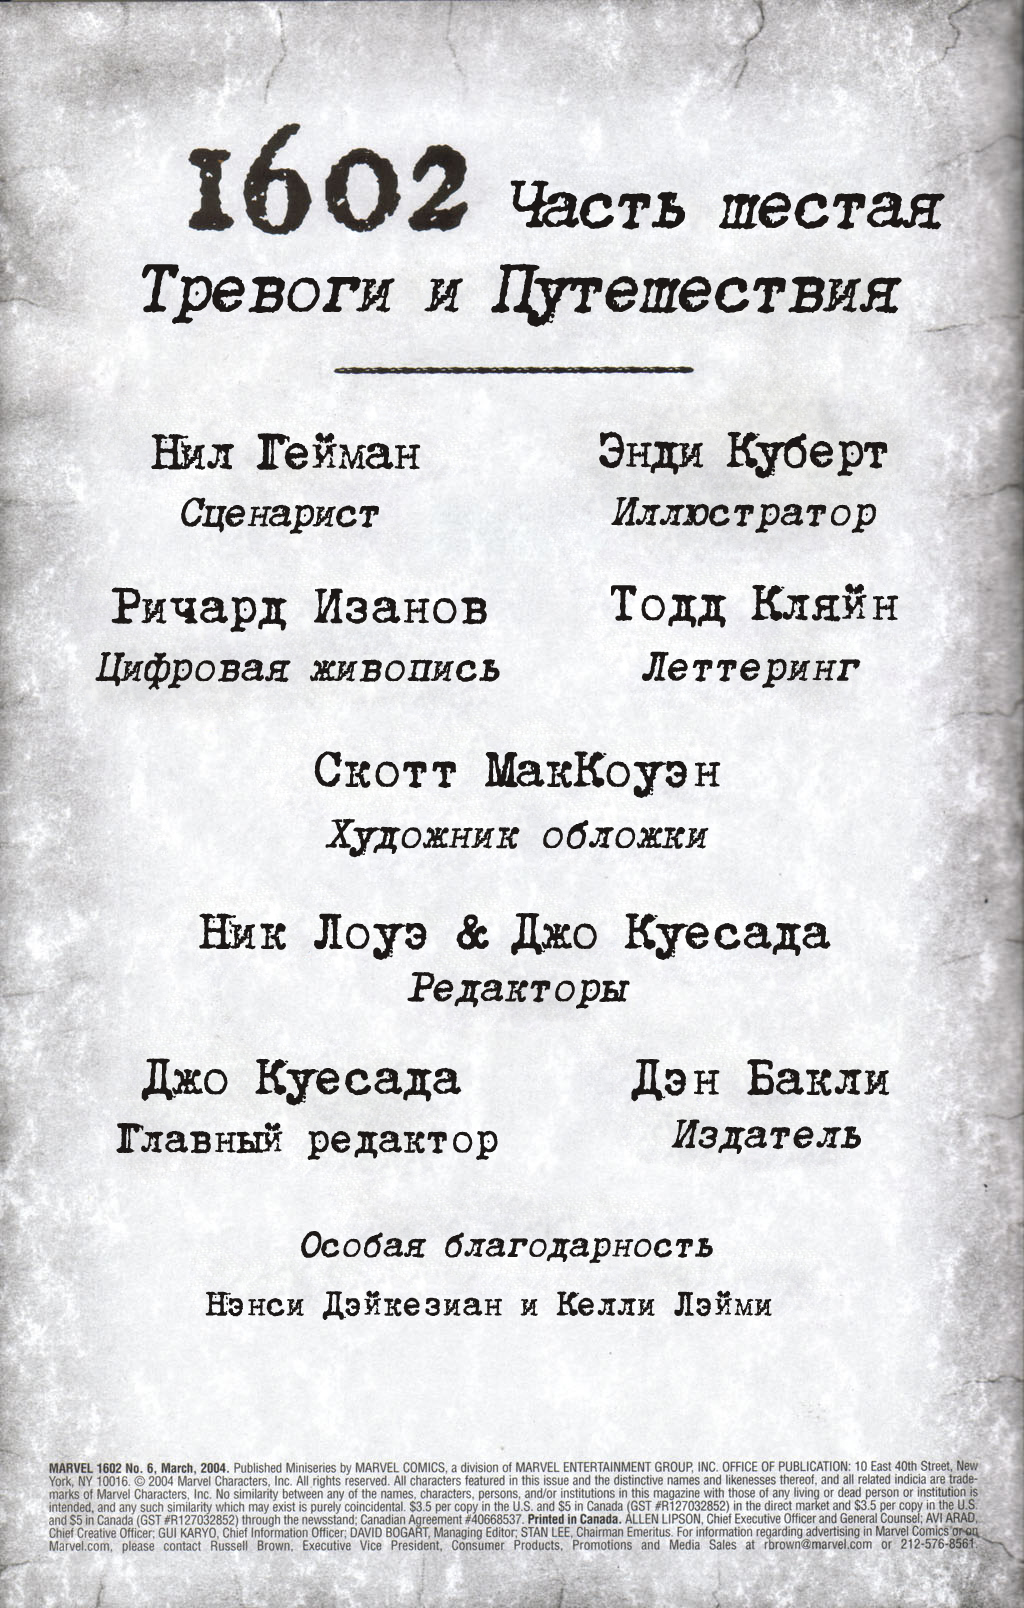 1602 Часть шестая
Тревоги и Путешествия
Нил Гейман
Сценарист
Энди Куберт
Иллюстратор
Ричард Изанов
Цифровая живопись
Тодд Кляйн
Леттеринг
Скотт МакКоуэн
Художник обложки
Ник Лоуэ & Джо Куесада
Редакторы
Джо Куесада
Главный редактор
Дэн Бакли
Издатель
Особая благодарность
Нэнси Дэйкезиан и Келли Лэйми
MARVEL 1602 No. 6, March, 2004. Published Miniseries by MARVEL COMICS, a division of MARVEL ENTERTAINMENT GROUP, INC. OFFICE OF PUBLICATION: 10 East 40th Street, New
York, NY 10016. © 2004 Marvel Characters, Inc. All rights reserved. All characters featured in this issue and the distinctive names and likenesses thereof, and all related indicia are trade-
marks of Marvel Characters, Inc. No similarity between any of the names, characters, persons, and/or institutions in this magazine with those of any living or dead person or institution is
intended, and any such similarity which may exist is purely coincidental. $3.5 per copy in the U.S. and $5 in Canada (GST #R127032852) in the direct market and $3.5 per copy in the U.S.
and $5 in Canada (GST #R127032852) through the newsstand; Canadian Agreement #40668537. Printed in Canada. ALLEN LIPSON, Chief Executive Officer and General Counsel; AVI ARAD,
Chief Creative Officer; GUI KARYO, Chief Information Officer; DAVID BOGART, Managing Editor; STAN LEE, Chairman Emeritus. For information regarding advertising in Marvel Comics or on
Marvel.com, please contact Russell Brown, Executive Vice President, Consumer Products, Promotions and Media Sales at rbrown@marvel.com or 212-576-8561.